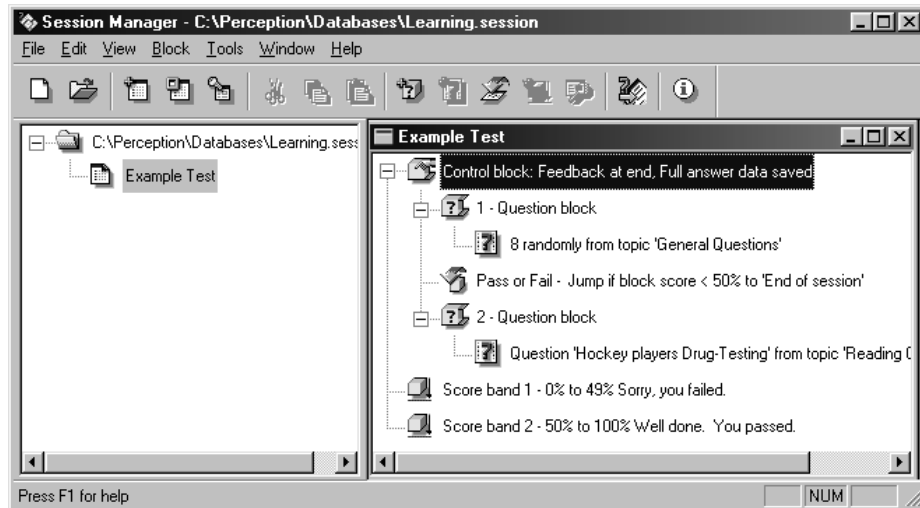 Session Manager - C:\Perception\Databases\Learning.session
File Edit View Block Tools Window Help
C:\Perception\Databases\Learning.sess
Example Test
Example Test
Control block: Feedback at end, Full answer data saved
1 - Question block
8 randomly from topic 'General Questions'
Pass or Fail - Jump if block score < 50% to 'End of session'
2 - Question block
Question 'Hockey players Drug-Testing' from topic 'Reading
Score band 1 - 0% to 49% Sorry, you failed.
Score band 2 - 50% to 100% Well done. You passed.
Press F1 for help
NUM